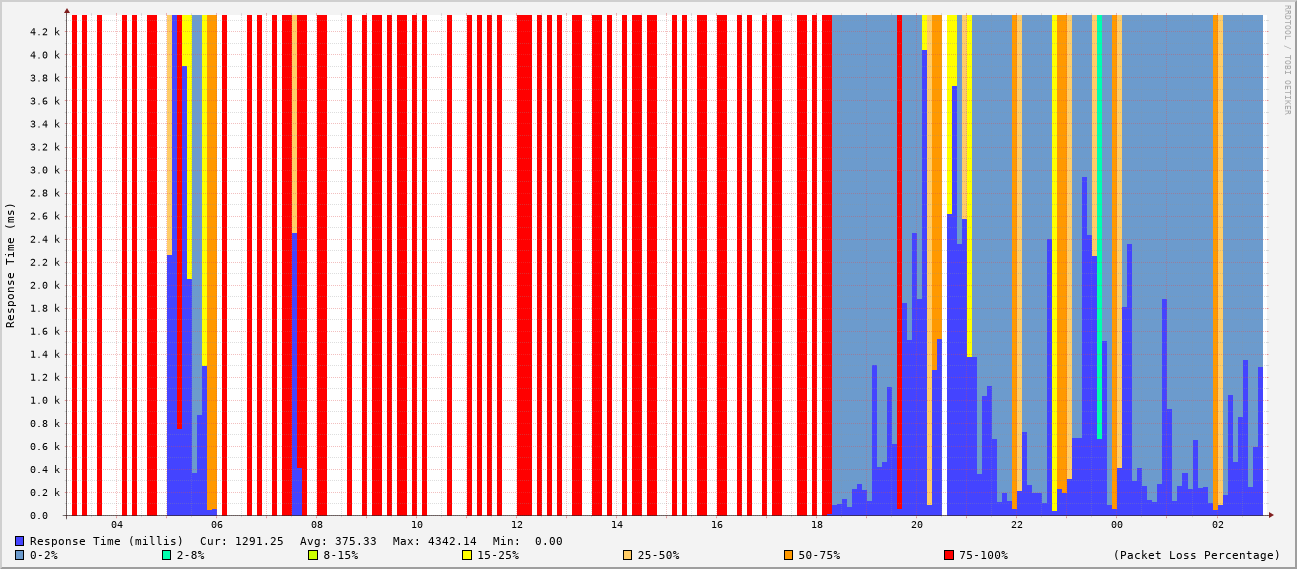 RRDTOOL / TOBI OETIKER
Response Time (ms)
4.2 k
4.0 k
3.8 k
3.6 k
3.4 k
3.2 k
3.0 k
2.8 k
2.6 k
2.4 k
2.2 k
2.0 k
1.8 k
1.6 k
1.4 k
1.2 k
1.0 k
0.8 k
0.6 k
0.4 k
0.2 k
0.0
04 06 08 10 12 14 16 18 20 22 00 02
Response Time (millis) Cur: 1291.25 Avg: 375.33 Max: 4342.14 Min: 0.00
0-2% 2-8% 8-15% 15-25% 25-50% 50-75% 75-100% (Packet Loss Percentage)